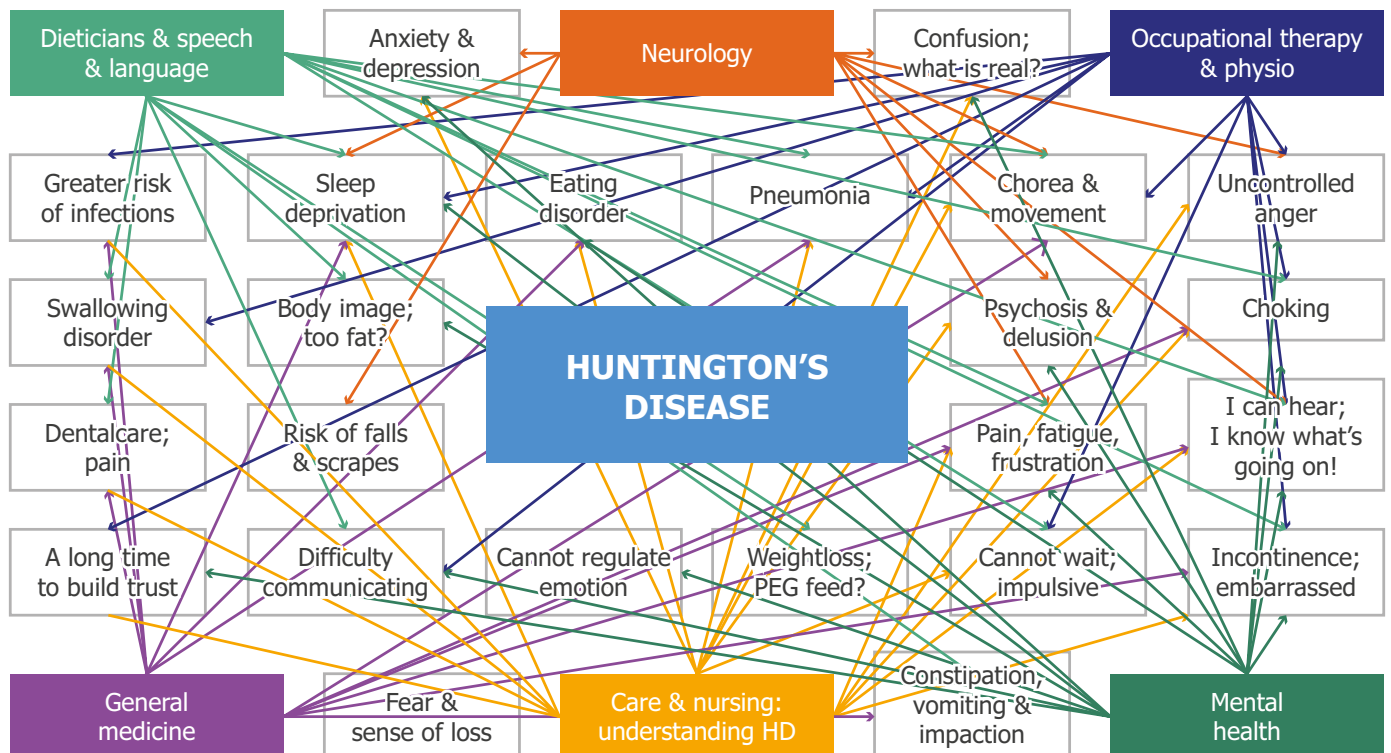 Dieticians & speech
& language
Anxiety &
depression
Neurology
Confusion;
what is real?
Occupational therapy
& physio
Greater risk
of infections
Sleep
deprivation
Eating
disorder
Pneumonia
Chorea &
movement
Uncontrolled
anger
Swallowing
disorder
Body image;
too fat?
HUNTINGTON'S
DISEASE
Psychosis &
delusion
Choking
Dentalcare;
pain
Risk of falls
& scrapes
Pain, fatigue,
frustration
I can hear;
I know what's
going on!
A long time
to build trust
Difficulty
communicating
Cannot regulate
emotion
Weightloss;
PEG feed?
Cannot wait;
impulsive
Incontinence;
embarrassed
General
medicine
Fear &
sense of loss
Care & nursing:
understanding HD
Constipation,
vomiting &
impaction
Mental
health